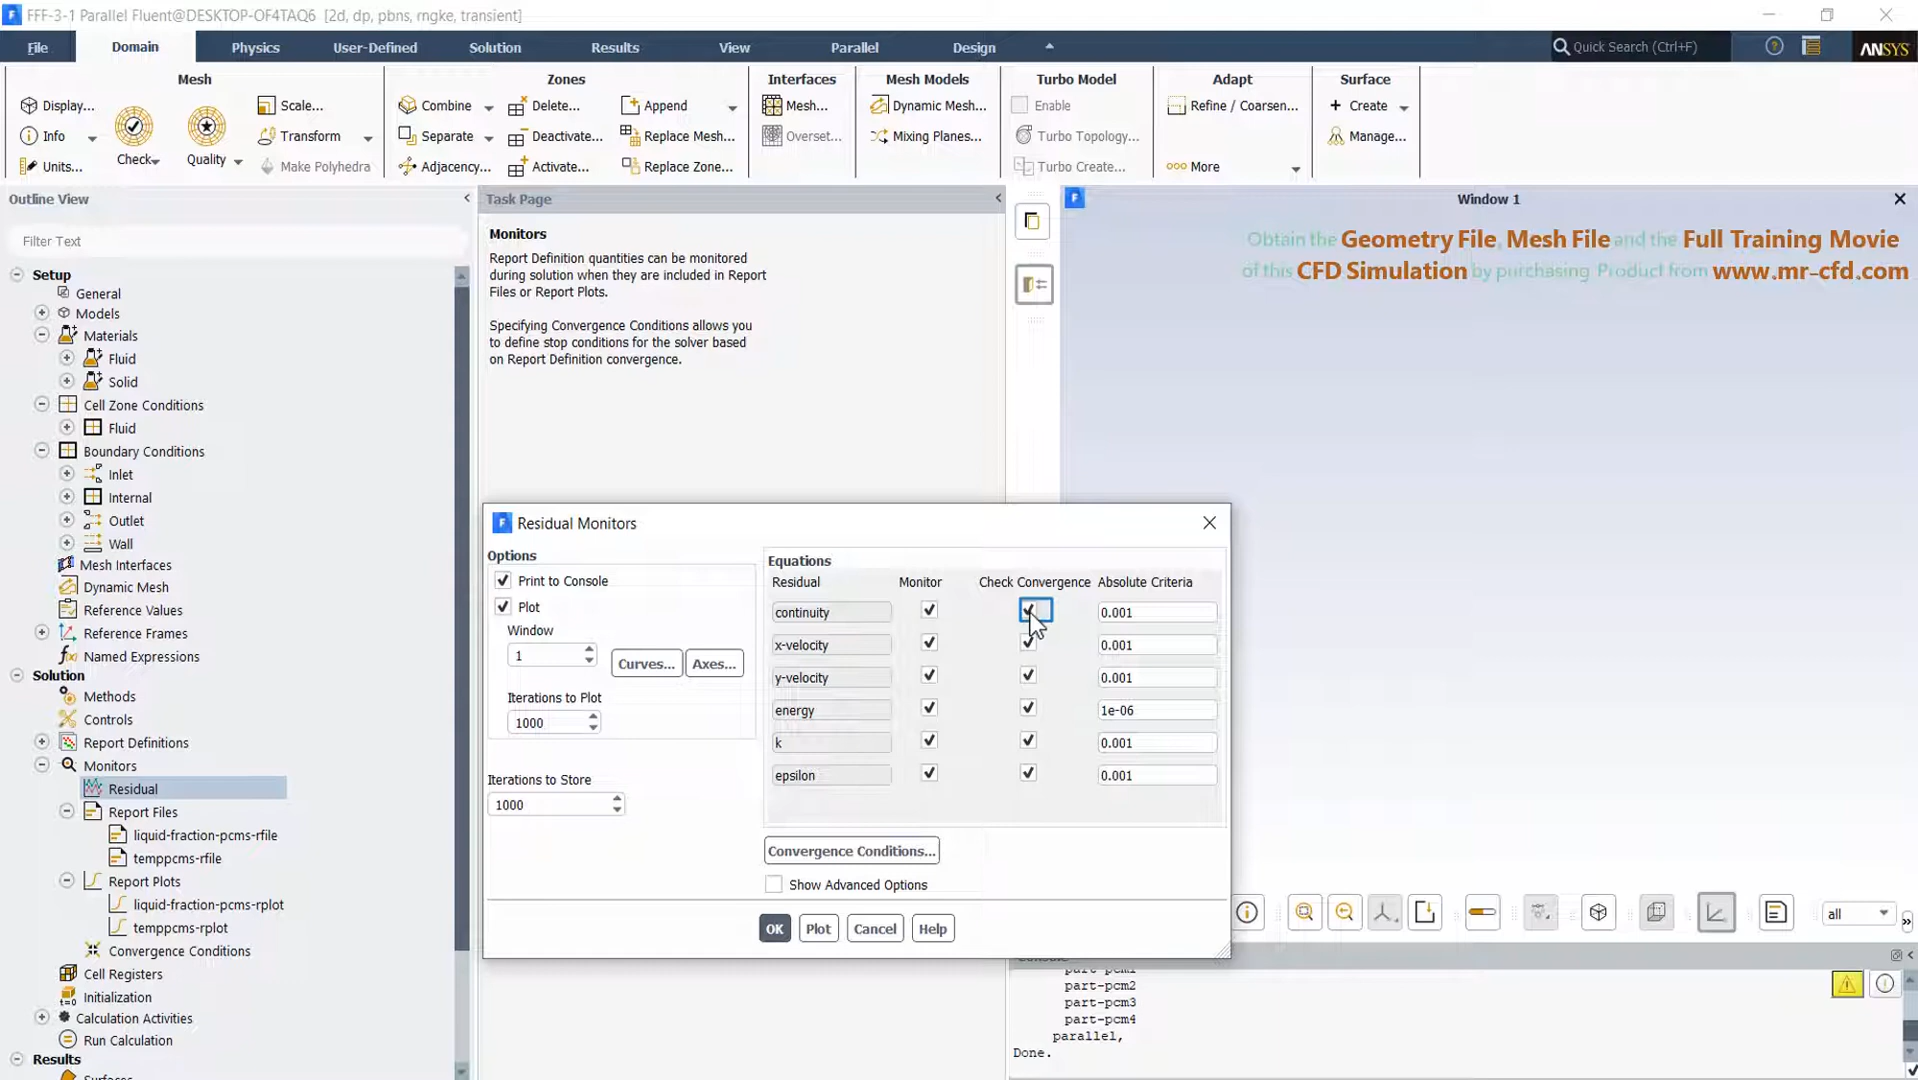 FFF-3-1 Parallel Fluent@DESKTOP-OF4TAQ6 [2d, dp, pbns, rngke, transient]
File Domain Physics User-Defined Solution Results View Parallel Design Quick Search (Ctrl+F) ANSYS
Mesh Zones Interfaces Mesh Models Turbo Model Adapt Surface
Display... Scale... Combine Delete... Append Mesh... Dynamic Mesh... Enable Refine / Coarsen... Create
Info Check Transform Quality Separate Deactivate... Replace Mesh... Overset... Mixing Planes... Turbo Topology... Manage...
Units... Make Polyhedra Adjacency... Activate... Replace Zone... Turbo Create... More
Outline View
Filter Text
Setup
General
Models
Materials
Fluid
Solid
Cell Zone Conditions
Fluid
Boundary Conditions
Inlet
Internal
Outlet
Wall
Mesh Interfaces
Dynamic Mesh
Reference Values
Reference Frames
Named Expressions
Solution
Methods
Controls
Report Definitions
Monitors
Residual
Report Files
liquid-fraction-pcms-rfile
temppcms-rfile
Report Plots
liquid-fraction-pcms-rplot
temppcms-rplot
Convergence Conditions
Cell Registers
Initialization
Calculation Activities
Run Calculation
Results
Task Page
Monitors
Report Definition quantities can be monitored
during solution when they are included in Report
Files or Report Plots.
Specifying Convergence Conditions allows you
to define stop conditions for the solver based
on Report Definition convergence.
Window 1
Obtain the Geometry File, Mesh File and the Full Training Movie
of this CFD Simulation by purchasing Product from www.mr-cfd.com
Residual Monitors
Options
Print to Console
Plot
Window
1 Curves... Axes...
Iterations to Plot
1000
Iterations to Store
1000
Equations
Residual Monitor Check Convergence Absolute Criteria
continuity 0.001
x-velocity 0.001
y-velocity 0.001
energy 1e-06
k 0.001
epsilon 0.001
Convergence Conditions...
Show Advanced Options
OK Plot Cancel Help
all
part-pcm2
part-pcm3
part-pcm4
parallel,
Done.